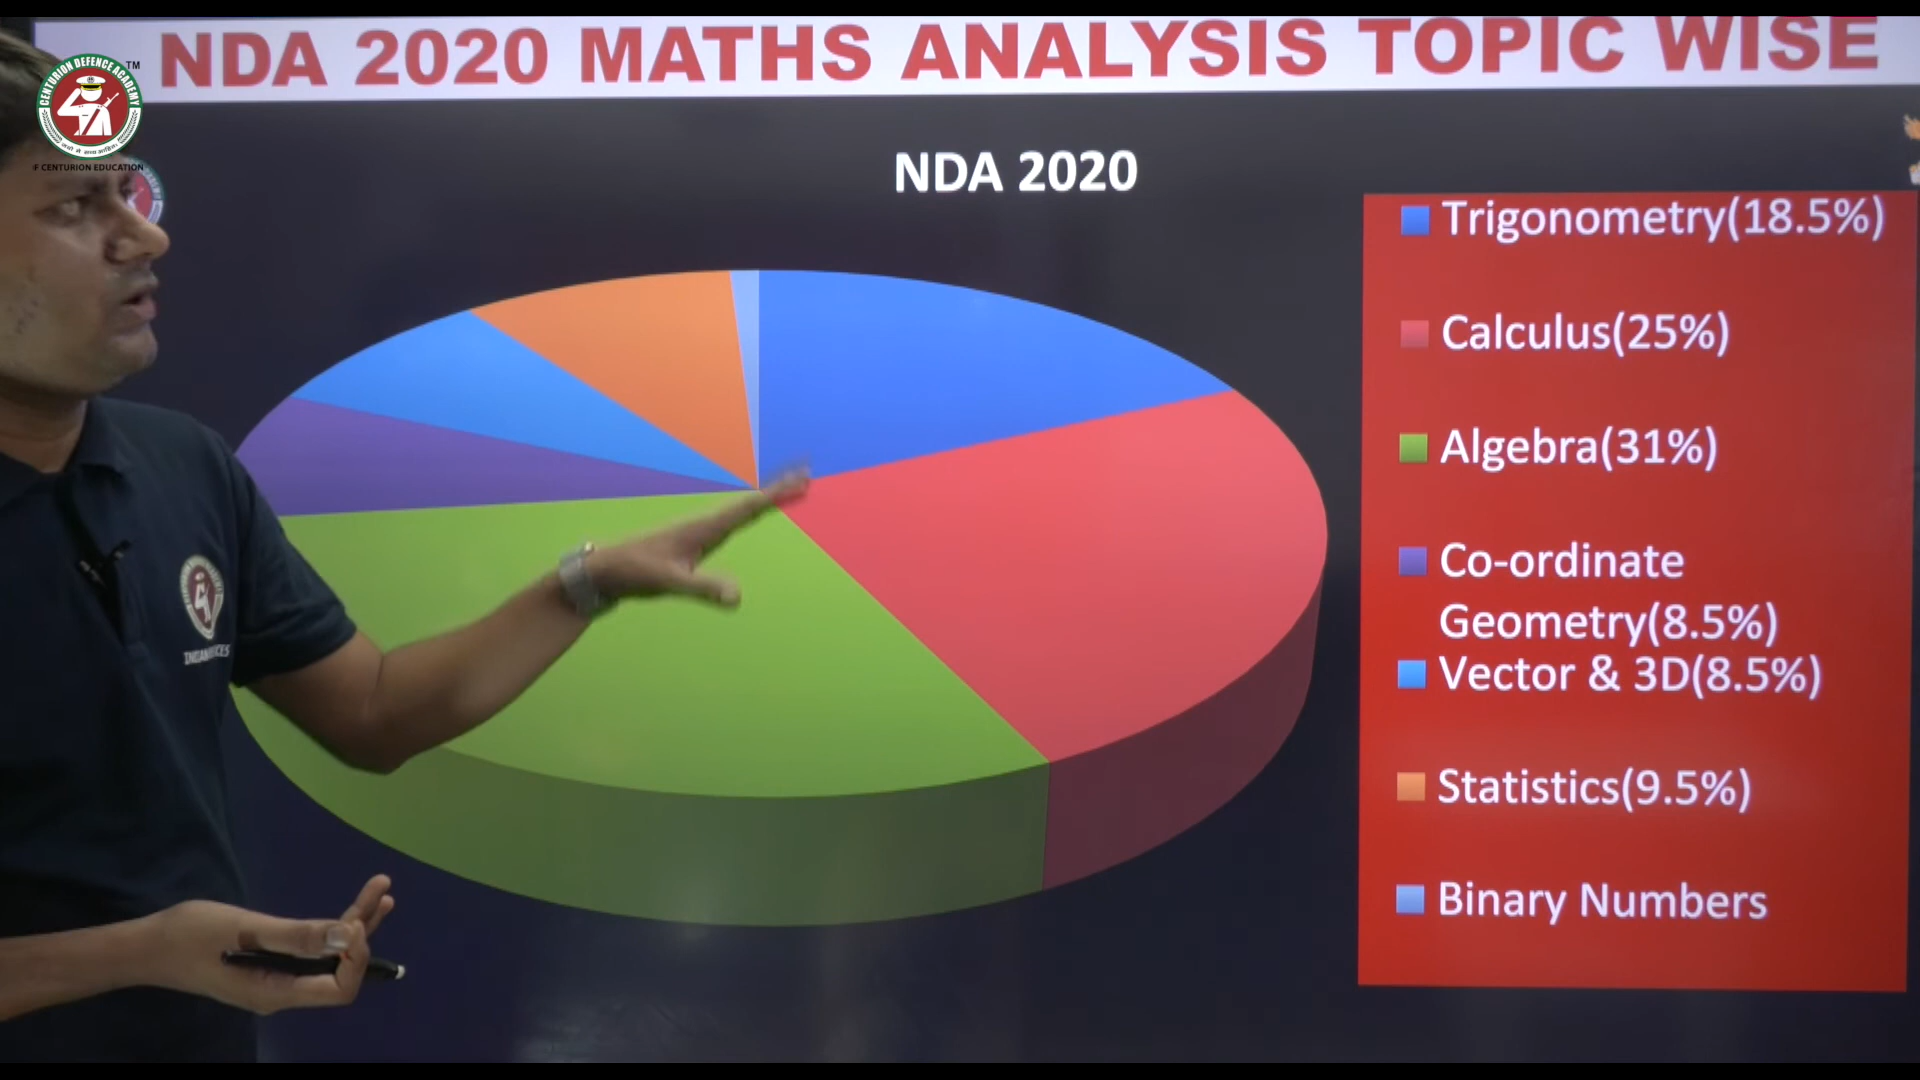 NDA 2020 MATHS ANALYSIS TOPIC WISE
CENTURION DEFENCE ACADEMY
TM
F CENTURION EDUCATION
NDA 2020
Trigonometry(18.5%)
Calculus(25%)
Algebra(31%)
Co-ordinate
Geometry(8.5%)
Vector & 3D(8.5%)
Statistics(9.5%)
Binary Numbers